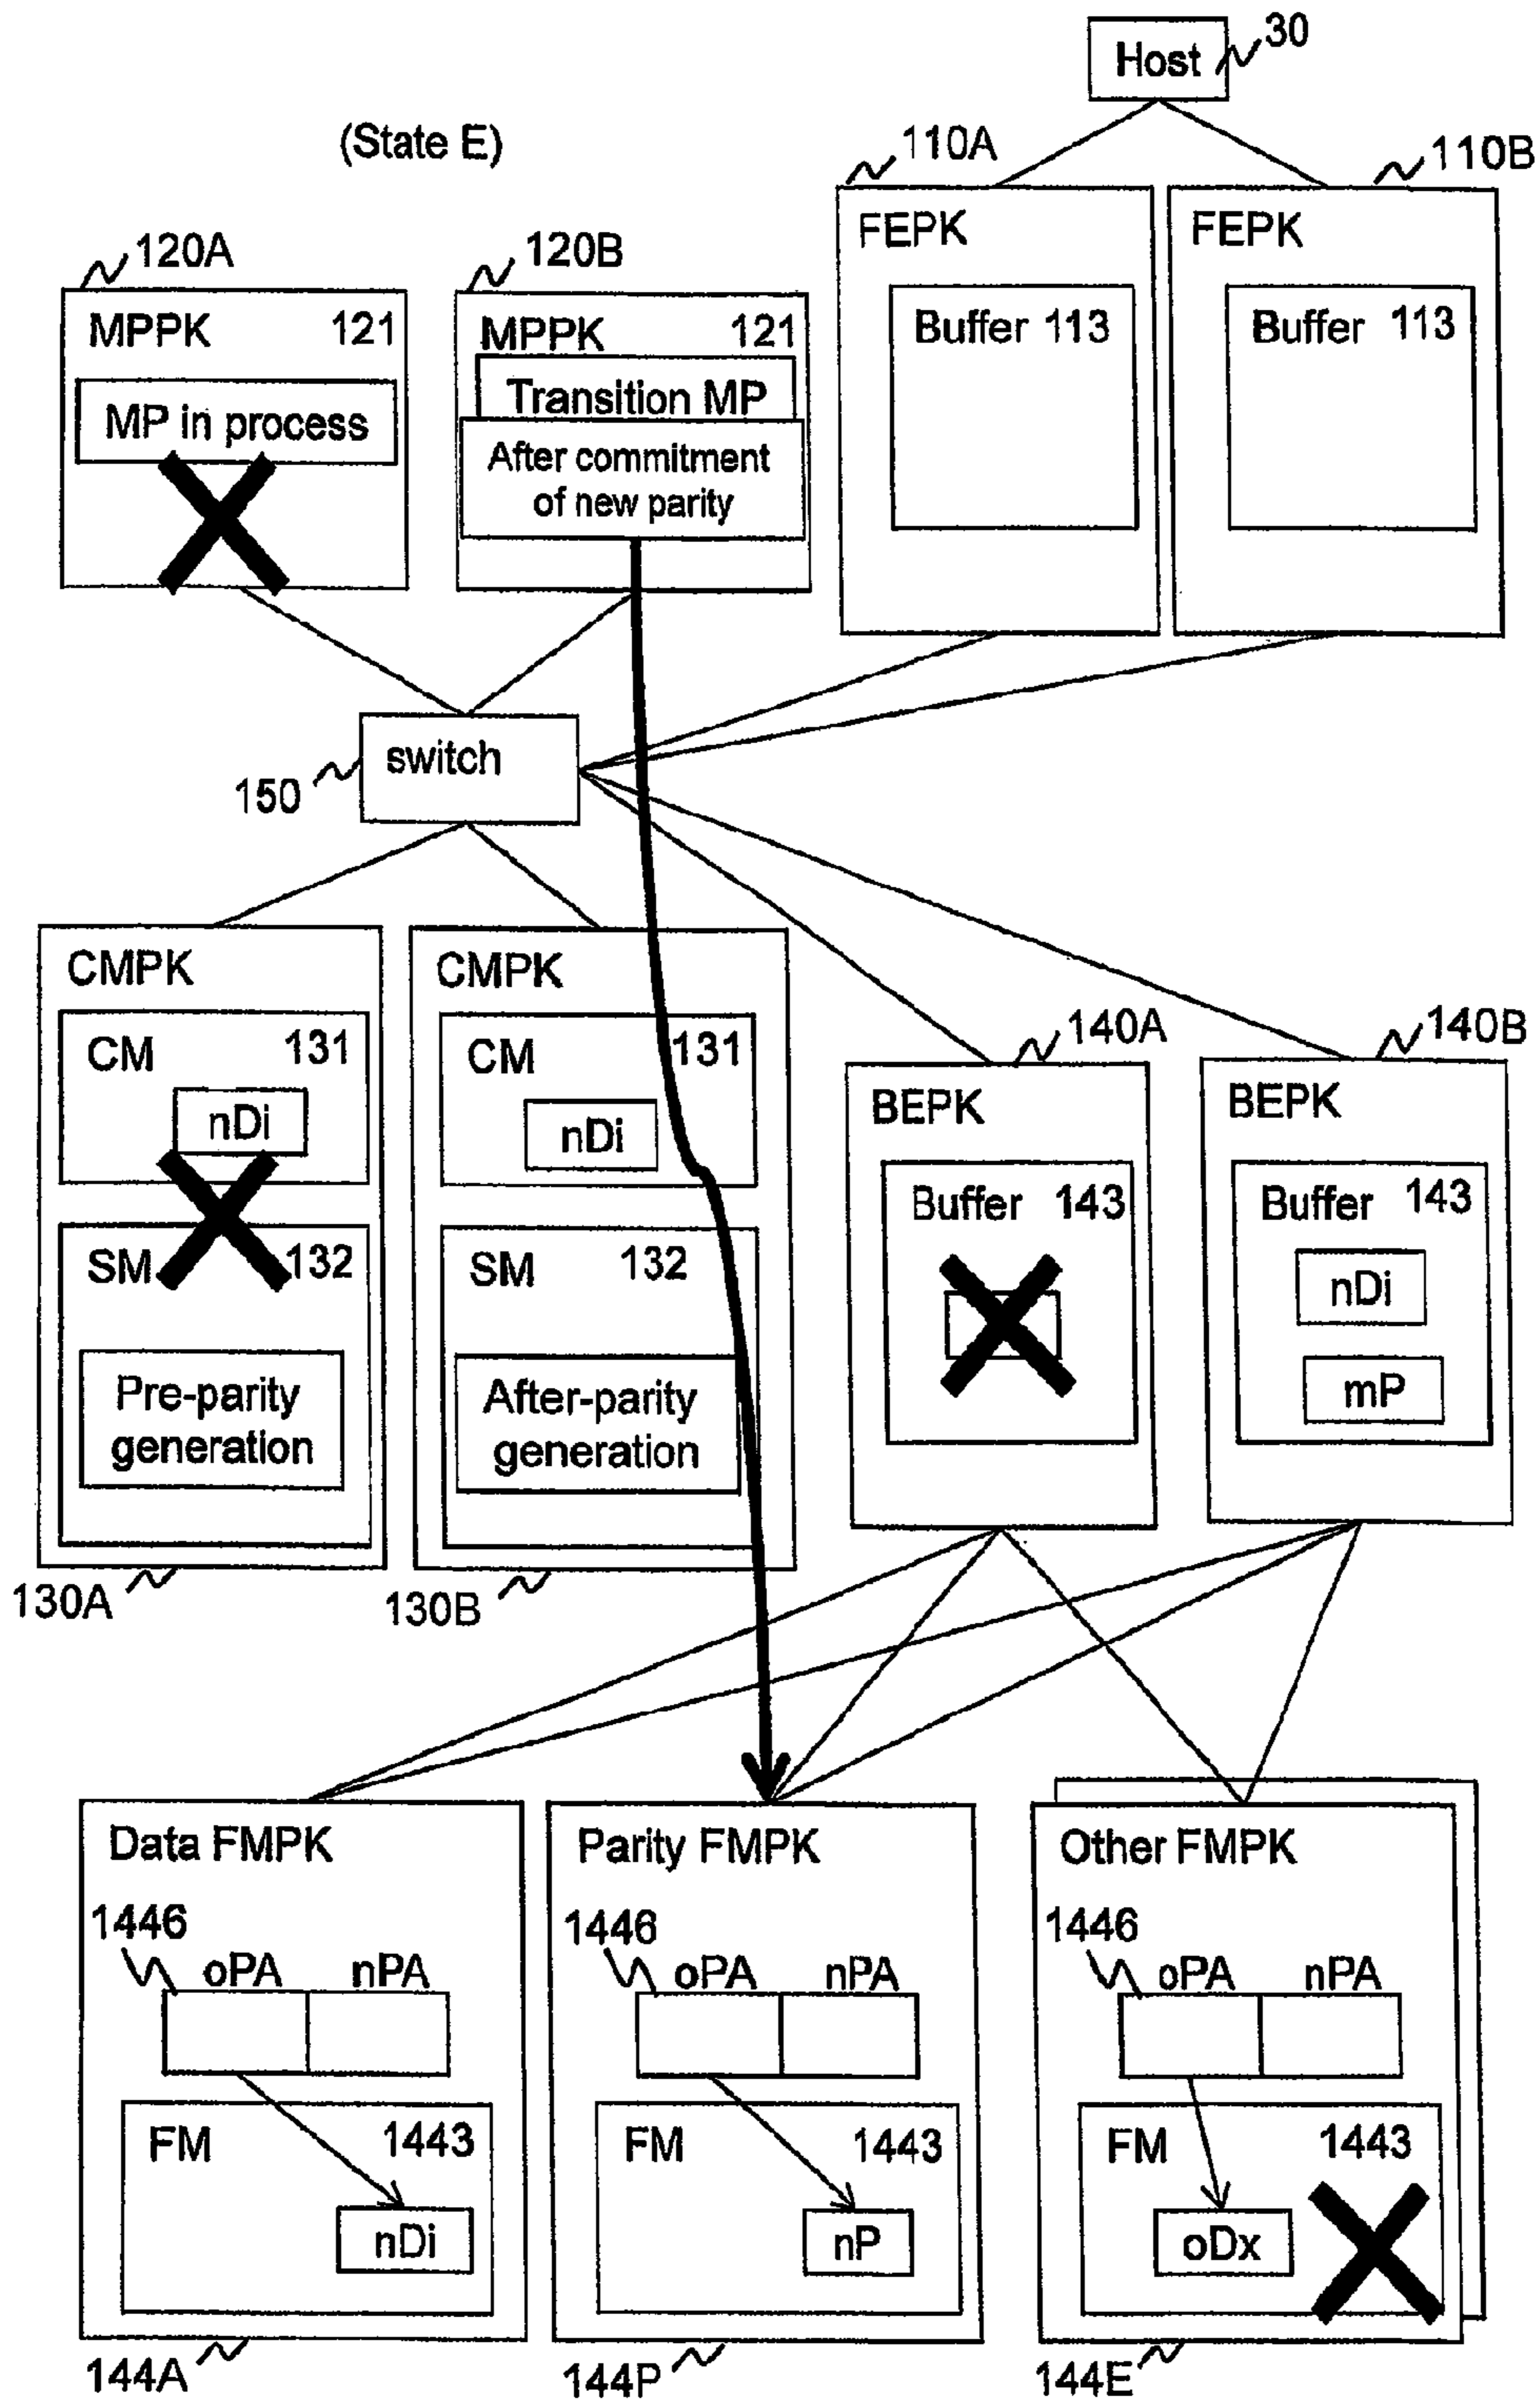 Host
30
(State E)
110A
110B
FEPK
FEPK
120A
120B
MPPK 121
MPPK 121
Buffer 113
Buffer 113
MP in process
Transition MP
After commitment
of new parity
switch
150
CMPK
CMPK
CM 131
CM 131
140A
140B
nDi
nDi
BEPK
BEPK
Buffer 143
Buffer 143
SM 132
SM 132
nDi
Pre-parity
generation
After-parity
generation
mP
130A
130B
Data FMPK
Parity FMPK
Other FMPK
1446
1446
1446
oPA nPA
oPA nPA
oPA nPA
FM 1443
FM 1443
FM 1443
nDi
nP
oDx
144A
144P
144E